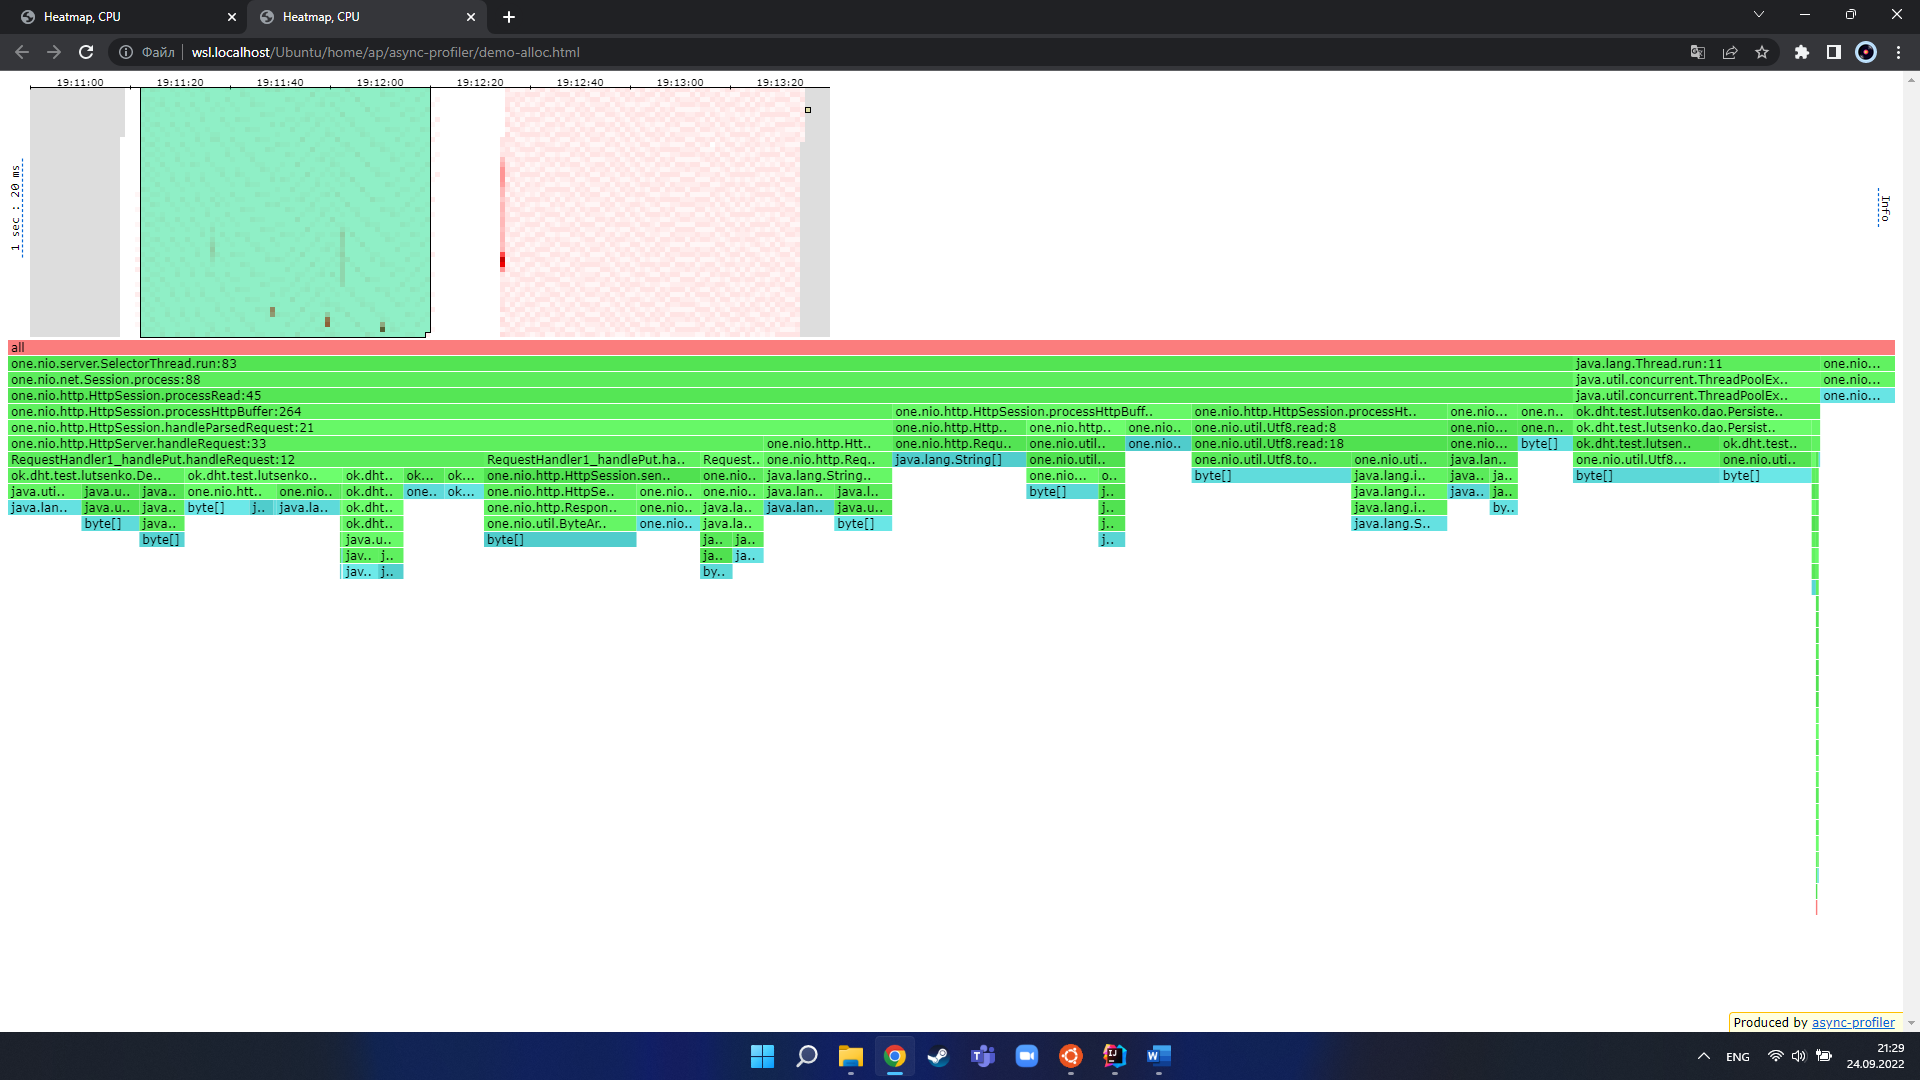 Heatmap, CPU Heatmap, CPU
Файл wsl.localhost/Ubuntu/home/ap/async-profiler/demo-alloc.html
19:11:00 19:11:20 19:11:40 19:12:00 19:12:20 19:12:40 19:13:00 19:13:20
1 sec : 20 ms
Info
all
one.nio.server.SelectorThread.run:83 java.lang.Thread.run:11 one.nio...
one.nio.net.Session.process:88 java.util.concurrent.ThreadPoolEx.. one.nio...
one.nio.http.HttpSession.processRead:45 java.util.concurrent.ThreadPoolEx.. one.nio...
one.nio.http.HttpSession.processHttpBuffer:264 one.nio.http.HttpSession.processHttpBuff.. one.nio.http.HttpSession.processHt.. one.nio... one.n.. ok.dht.test.lutsenko.dao.Persiste..
one.nio.http.HttpSession.handleParsedRequest:21 one.nio.http.Http.. one.nio.http.. one.nio.. one.nio.util.Utf8.read:8 one.nio... one.n.. ok.dht.test.lutsenko.dao.Persist..
one.nio.http.HttpServer.handleRequest:33 one.nio.http.Htt.. one.nio.http.Requ.. one.nio.util.. one.nio.. one.nio.util.Utf8.read:18 one.nio... byte[] ok.dht.test.lutsen.. ok.dht.test..
RequestHandler1_handlePut.handleRequest:12 RequestHandler1_handlePut.ha.. Request.. one.nio.http.Req.. java.lang.String[] one.nio.util.. one.nio.util.Utf8.to.. one.nio.uti.. java.lan.. one.nio.util.Utf8... one.nio.uti..
ok.dht.test.lutsenko.De.. ok.dht.test.lutsenko.. ok.dht.. ok... ok.. one.nio.http.HttpSession.sen.. one.nio.. java.lang.String.. one.nio... o.. byte[] java.lang.i.. java.. ja.. byte[] byte[]
java.uti.. java.u.. java.. one.nio.htt.. one.nio.. ok.dht.. one.. ok... one.nio.http.HttpSe.. one.nio.. one.nio.. java.lan.. java.l.. byte[] j.. java.lang.i.. java.. ja..
java.lan.. java.u.. java.. byte[] j.. java.la.. ok.dht.. one.nio.http.Respon.. one.nio.. java.la.. java.lan.. java.u.. j.. java.lang.i.. by..
byte[] java.. ok.dht.. one.nio.util.ByteAr.. one.nio.. java.la.. byte[] j.. java.lang.S..
byte[] java.u.. byte[] ja.. ja.. j..
jav.. j.. ja.. ja..
jav.. j.. by..
Produced by async-profiler
ENG
21:29
24.09.2022